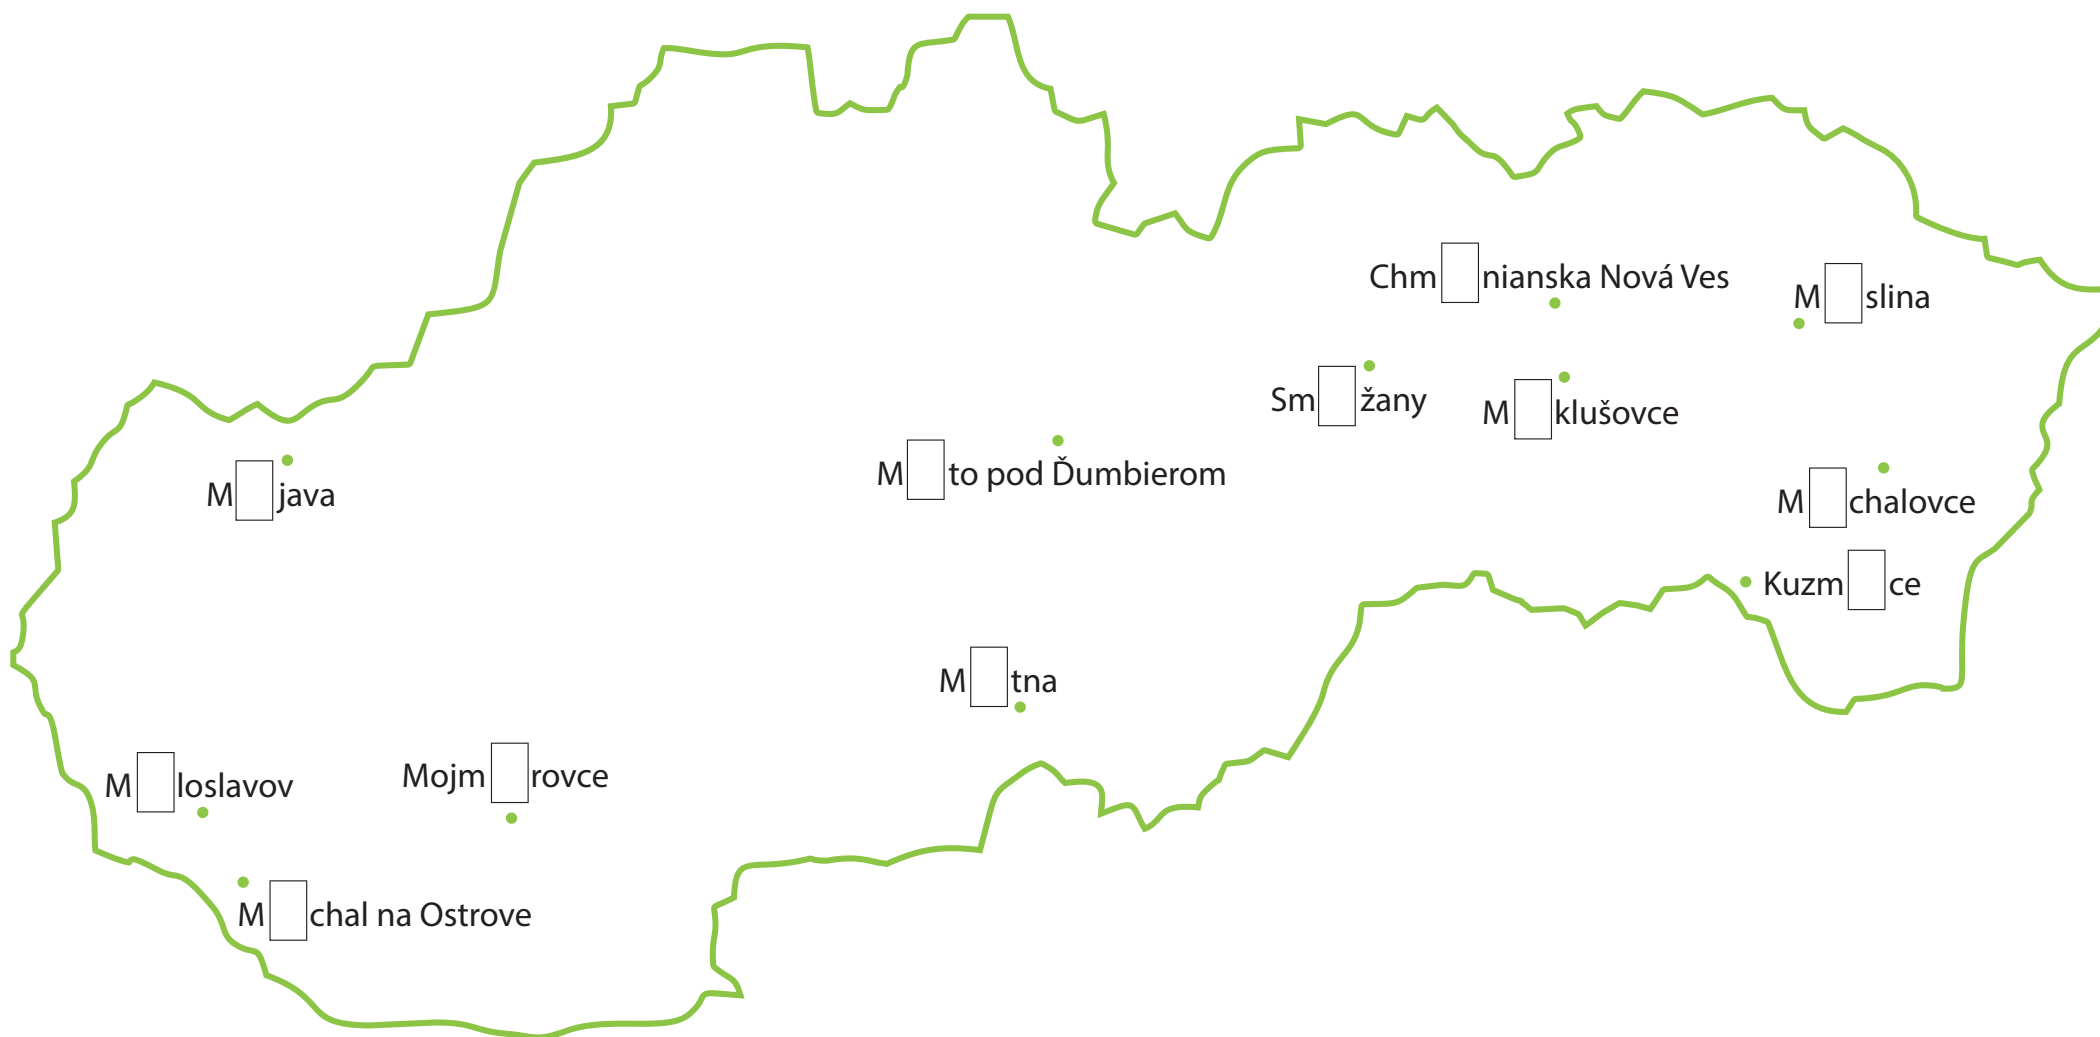 Chm□nianska Nová Ves
M□slina
Sm□žany
M□klušovce
M□to pod Ďumbierom
M□java
M□chalovce
Kuzm□ce
M□tna
Mojm□rovce
M□loslavov
M□chal na Ostrove